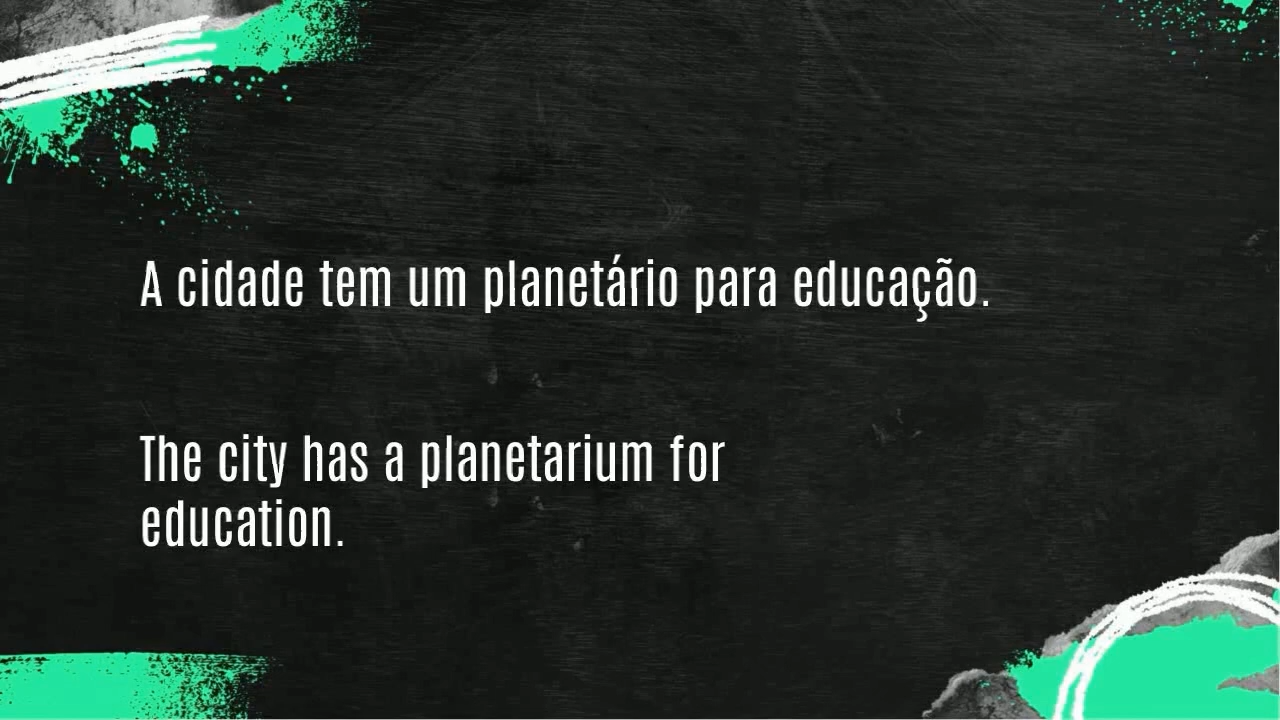 A cidade tem um planetário para educação.
The city has a planetarium for
education.